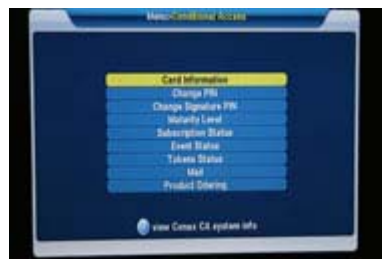 Menu>Conditional Access
Card Information
Change PIN
Change Signature PIN
Maturity Level
Subscription Status
Event Status
Tokens Status
Mail
Product Ordering
view Conax CA system info